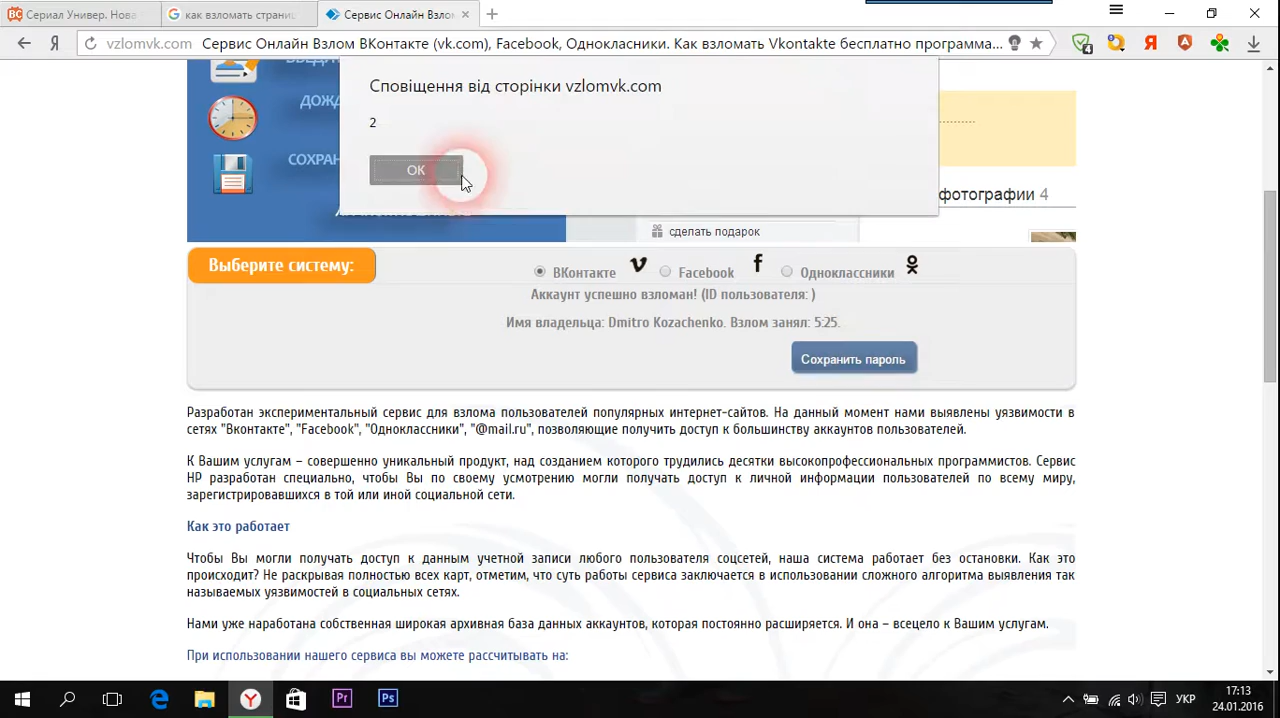 Сериал Универ. Нова
как взломать страниц
Сервис Онлайн Взлом
vzlomvk.com Сервис Онлайн Взлом ВКонтакте (vk.com), Facebook, Одноклассники. Как взломать Vkontakte бесплатно программа...
4
Сповіщення від сторінки vzlomvk.com
2
OK
ДОЖД
СОХРАН
фотографии 4
сделать подарок
Выберите систему:
ВКонтакте Facebook Одноклассники
Аккаунт успешно взломан! (ID пользователя: )
Имя владельца: Dmitro Kozachenko. Взлом занял: 5:25.
Сохранить пароль
Разработан экспериментальный сервис для взлома пользователей популярных интернет-сайтов. На данный момент нами выявлены уязвимости в
сетях "Вконтакте", "Facebook", "Одноклассники", "@mail.ru", позволяющие получить доступ к большинству аккаунтов пользователей.
К Вашим услугам – совершенно уникальный продукт, над созданием которого трудились десятки высокопрофессиональных программистов. Сервис
HP разработан специально, чтобы Вы по своему усмотрению могли получать доступ к личной информации пользователей по всему миру,
зарегистрировавшихся в той или иной социальной сети.
Как это работает
Чтобы Вы могли получать доступ к данным учетной записи любого пользователя соцсетей, наша система работает без остановки. Как это
происходит? Не раскрывая полностью всех карт, отметим, что суть работы сервиса заключается в использовании сложного алгоритма выявления так
называемых уязвимостей в социальных сетях.
Нами уже наработана собственная широкая архивная база данных аккаунтов, которая постоянно расширяется. И она – всецело к Вашим услугам.
При использовании нашего сервиса вы можете рассчитывать на:
Pr Ps
УКР
17:13
24.01.2016